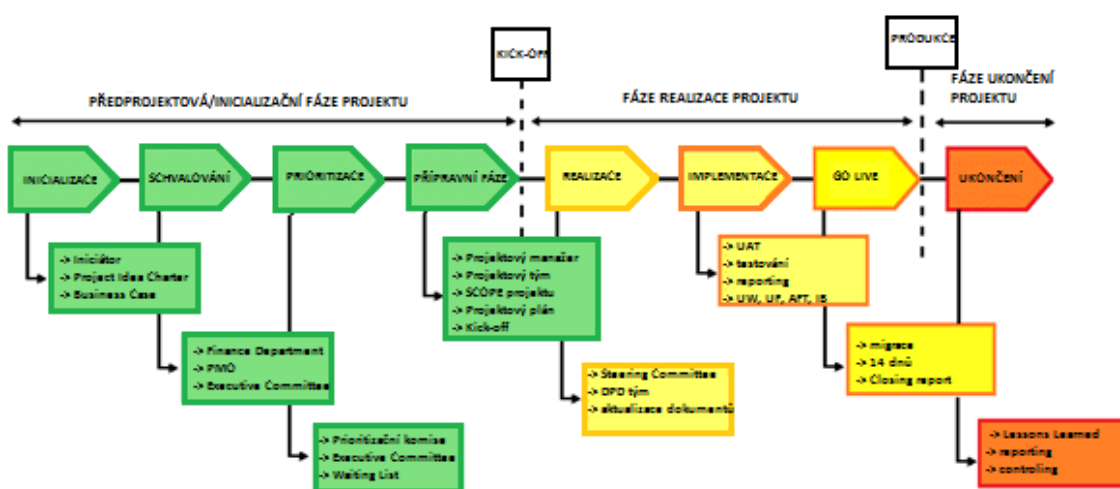 KICK-OFF
PRODUKCE
PŘEDPROJEKTOVÁ/INICIALIZAČNÍ FÁZE PROJEKTU
FÁZE REALIZACE PROJEKTU
FÁZE UKONČENÍ
PROJEKTU
INICIALIZACE
SCHVALOVÁNÍ
PRIORITIZACE
PŘÍPRAVNÍ FÁZE
REALIZACE
IMPLEMENTACE
GO LIVE
UKONČENÍ
-> Iniciátor
-> Project Idea Charter
-> Business Case
-> Finance Department
-> PMO
-> Executive Committee
-> Prioritizační komise
-> Executive Committee
-> Waiting List
-> Projektový manažer
-> Projektový tým
-> SCOPE projektu
-> Projektový plán
-> Kick-off
-> Steering Committee
-> DPD tým
-> aktualizace dokumentů
-> UAT
-> testování
-> reporting
-> UW, UF, AFT, IB
-> migrace
-> 14 dnů
-> Closing report
-> Lessons Learned
-> reporting
-> controling